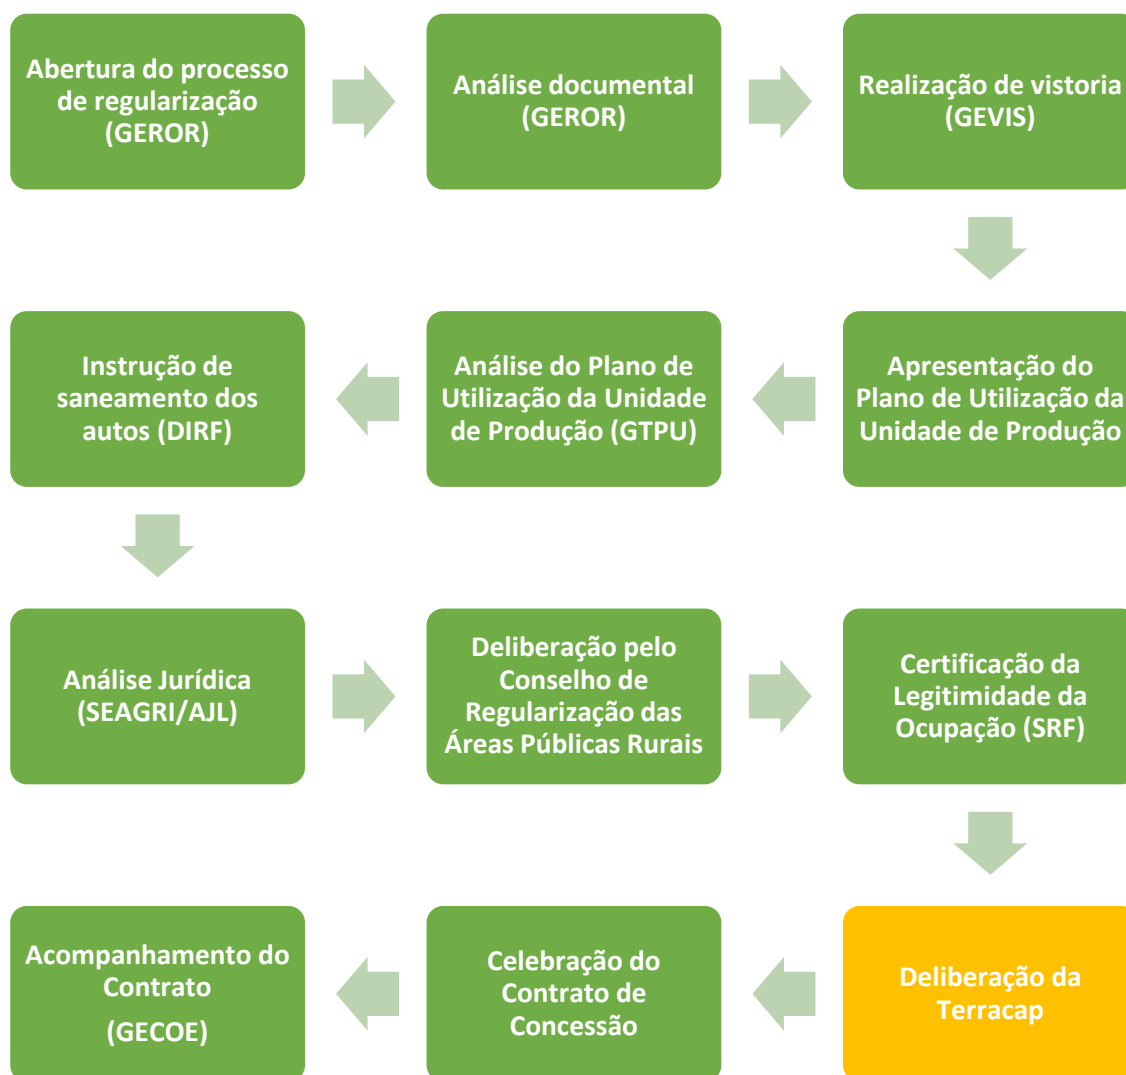 Abertura do processo
de regularização
(GEROR)
Análise documental
(GEROR)
Realização de vistoria
(GEVIS)
Apresentação do
Plano de Utilização da
Unidade de Produção
Análise do Plano de
Utilização da Unidade
de Produção (GTPU)
Instrução de
saneamento dos
autos (DIRF)
Análise Jurídica
(SEAGRI/AJL)
Deliberação pelo
Conselho de
Regularização das
Áreas Públicas Rurais
Certificação da
Legitimidade da
Ocupação (SRF)
Deliberação da
Terracap
Celebração do
Contrato de
Concessão
Acompanhamento do
Contrato
(GECOE)